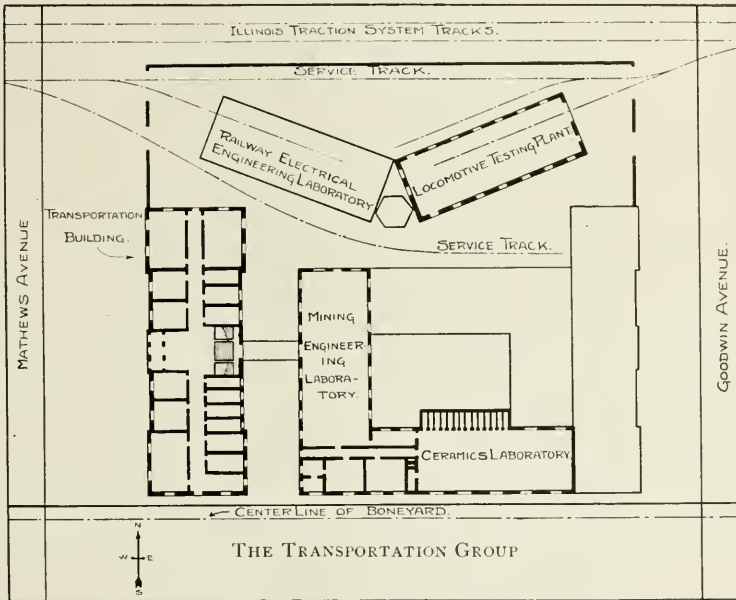 ILLINOIS TRACTION SYSTEM TRACKS.
SERVICE TRACK.
RAILWAY ELECTRICAL
ENGINEERING LABORATORY
LOCOMOTIVE TESTING PLANT
TRANSPORTATION
BUILDING.
SERVICE TRACK.
MATHEWS AVENUE
GOODWIN AVENUE.
MINING
ENGINEER-
ING
LABORA-
TORY.
CERAMICS LABORATORY.
CENTER LINE OF BONEYARD.
N
W E
S
THE TRANSPORTATION GROUP